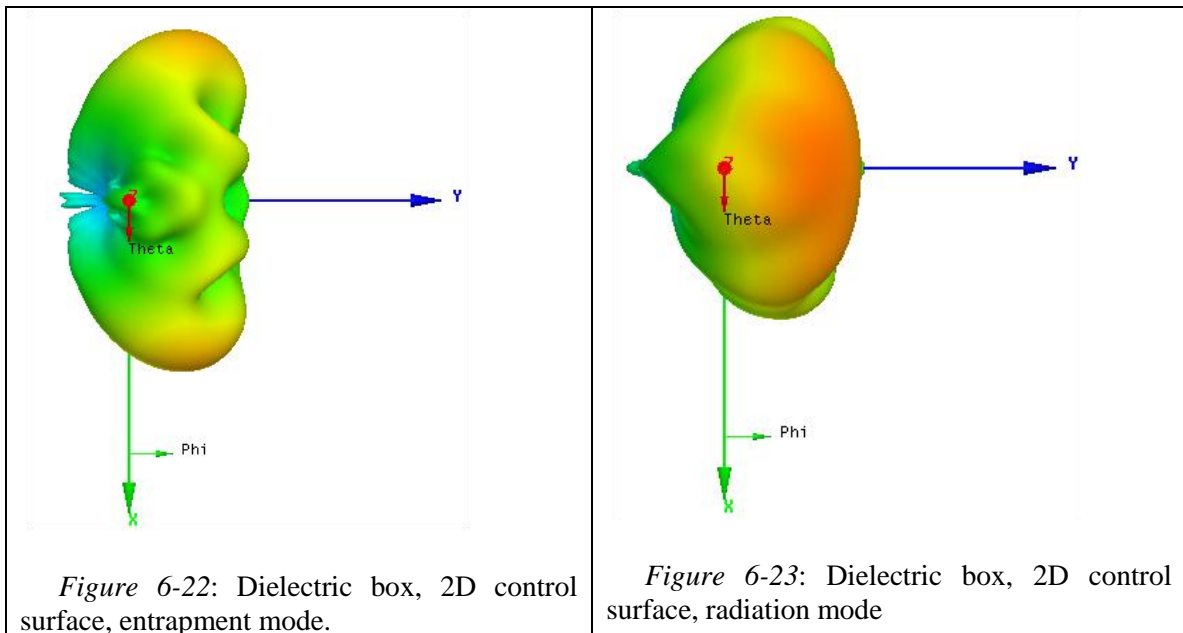 Z
Y
Theta
Phi
X
Figure 6-22: Dielectric box, 2D control
surface, entrapment mode.
Z
Y
Theta
Phi
X
Figure 6-23: Dielectric box, 2D control
surface, radiation mode